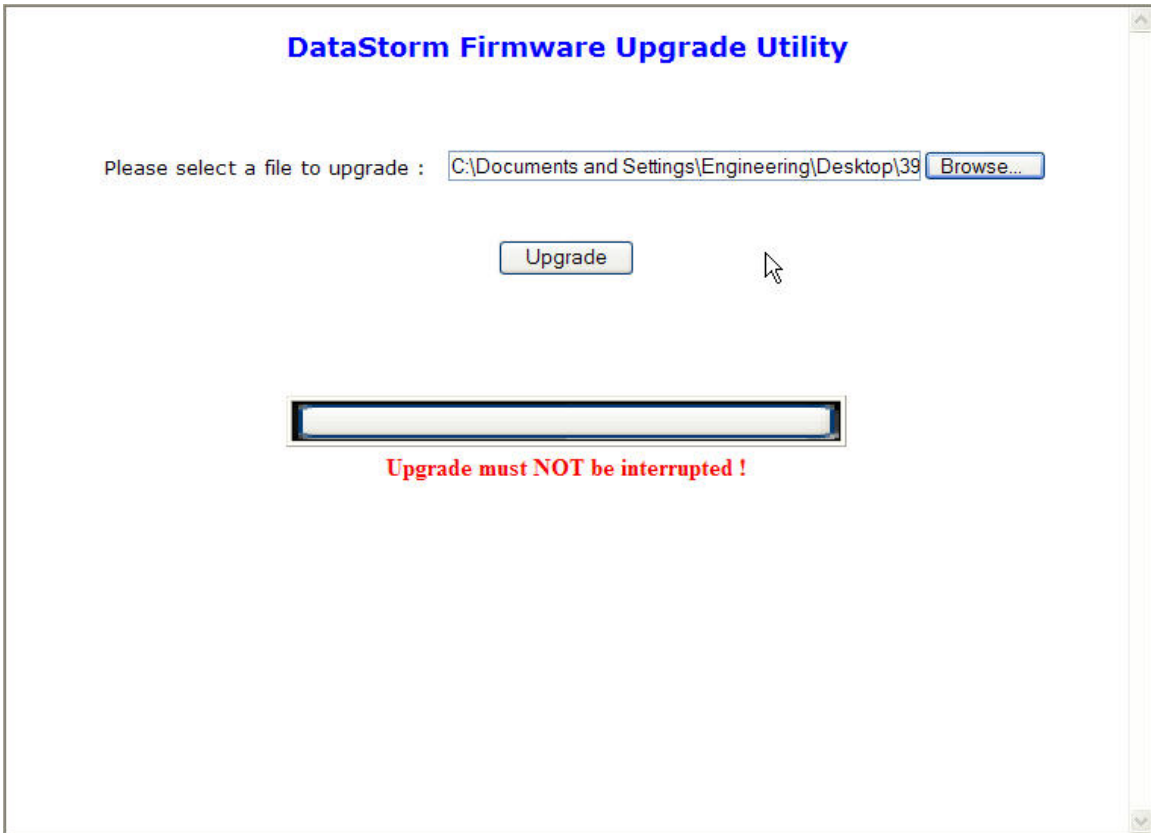 DataStorm Firmware Upgrade Utility
Please select a file to upgrade : C:\Documents and Settings\Engineering\Desktop\39 Browse...
Upgrade
Upgrade must NOT be interrupted !